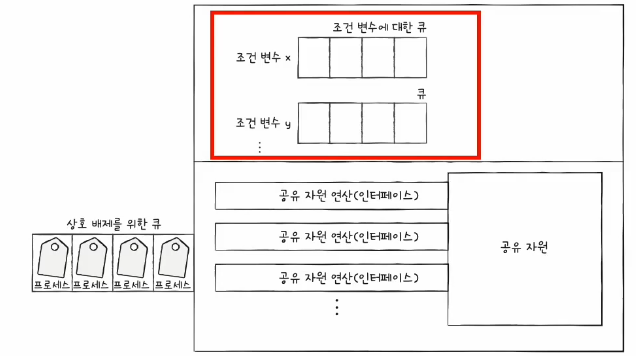 조건 변수에 대한 큐
조건 변수 x
큐
조건 변수 y
⋮
공유 자원 연산(인터페이스)
공유 자원
상호 배제를 위한 큐
공유 자원 연산(인터페이스)
프로세스 프로세스 프로세스 프로세스
공유 자원 연산(인터페이스)
⋮